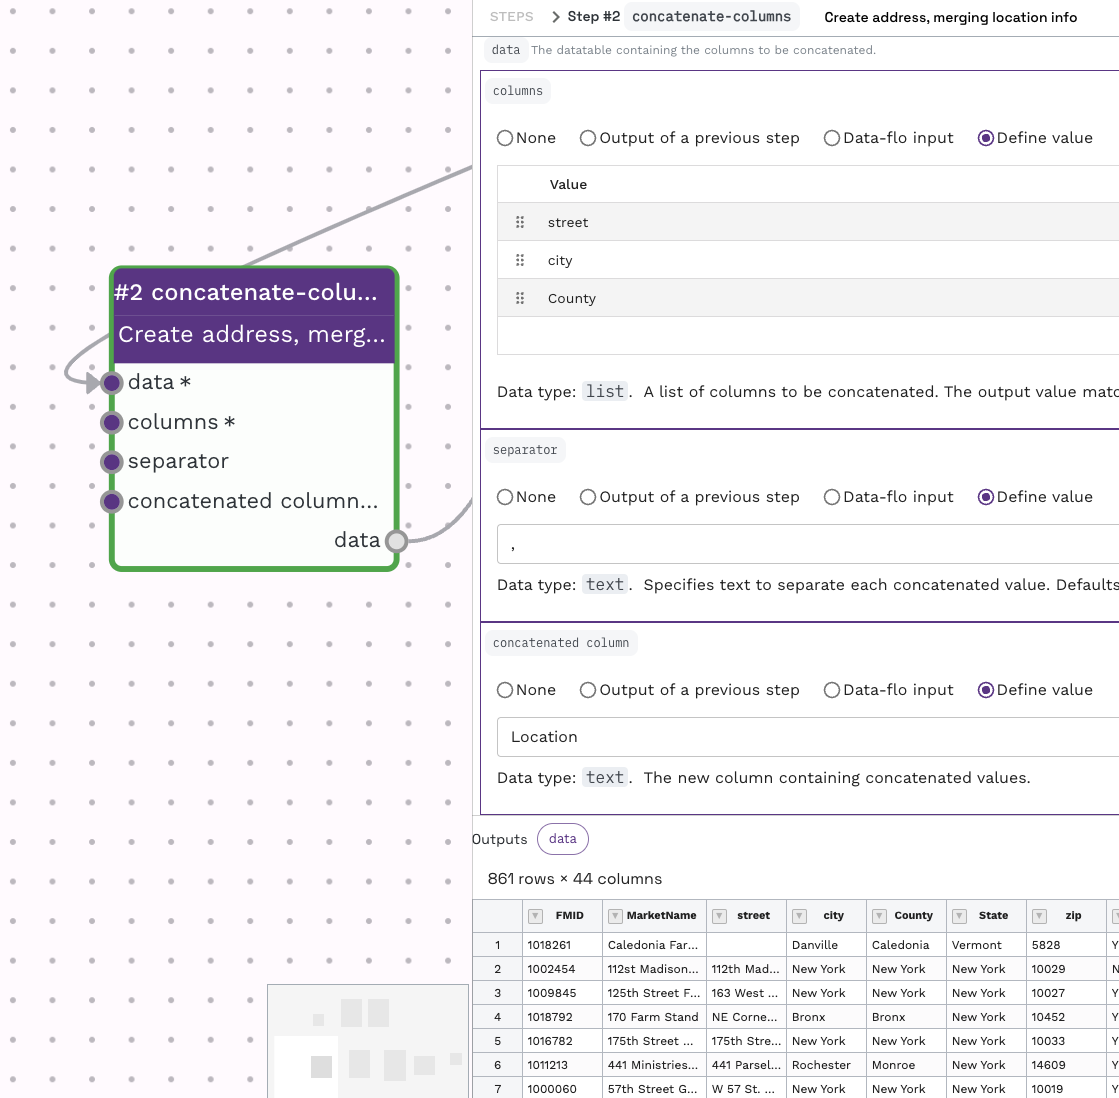 STEPS > Step #2 concatenate-columns Create address, merging location info
data The datatable containing the columns to be concatenated.
columns
None Output of a previous step Data-flo input Define value
Value
street
city
County
Data type: list. A list of columns to be concatenated. The output value matc
separator
None Output of a previous step Data-flo input Define value
,
Data type: text. Specifies text to separate each concatenated value. Defaults
concatenated column
None Output of a previous step Data-flo input Define value
Location
Data type: text. The new column containing concatenated values.
#2 concatenate-colu...
Create address, merg...
data *
columns *
separator
concatenated column...
data
Outputs data
861 rows × 44 columns
FMID MarketName street city County State zip
1 1018261 Caledonia Far... Danville Caledonia Vermont 5828 Y
2 1002454 112st Madison... 112th Mad... New York New York New York 10029 N
3 1009845 125th Street F... 163 West ... New York New York New York 10027 Y
4 1018792 170 Farm Stand NE Corne... Bronx Bronx New York 10452 Y
5 1016782 175th Street ... 175th Stre... New York New York New York 10033 Y
6 1011213 441 Ministries... 441 Parsel... Rochester Monroe New York 14609 Y
7 1000060 57th Street G... W 57 St. ... New York New York New York 10019 Y